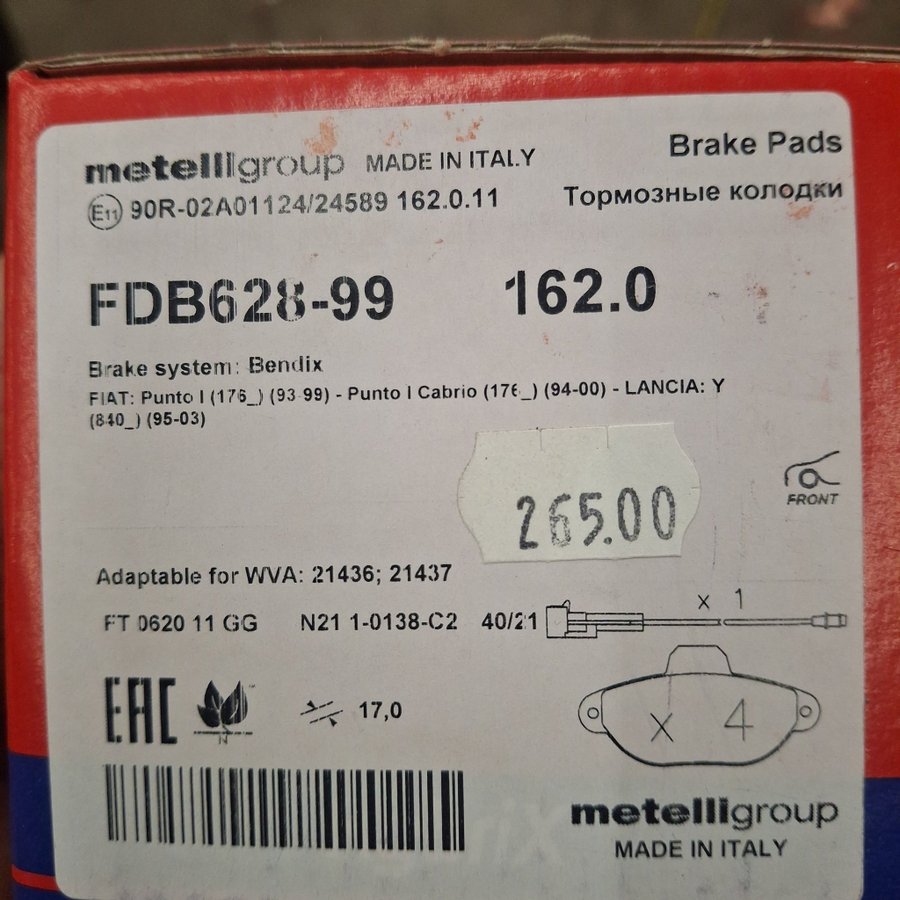 metelligroup MADE IN ITALY
Brake Pads
E11 90R-02A01124/24589 162.0.11
Тормозные колодки
FDB628-99 162.0
Brake system: Bendix
FIAT: Punto I (176_) (93-99) - Punto I Cabrio (176_) (94-00) - LANCIA: Y
(840_) (95-03)
265.00
FRONT
Adaptable for WVA: 21436; 21437
FT 0620 11 GG N21 1-0138-C2 40/21
x 1
EAC
N
17,0
x 4
metelligroup
MADE IN ITALY